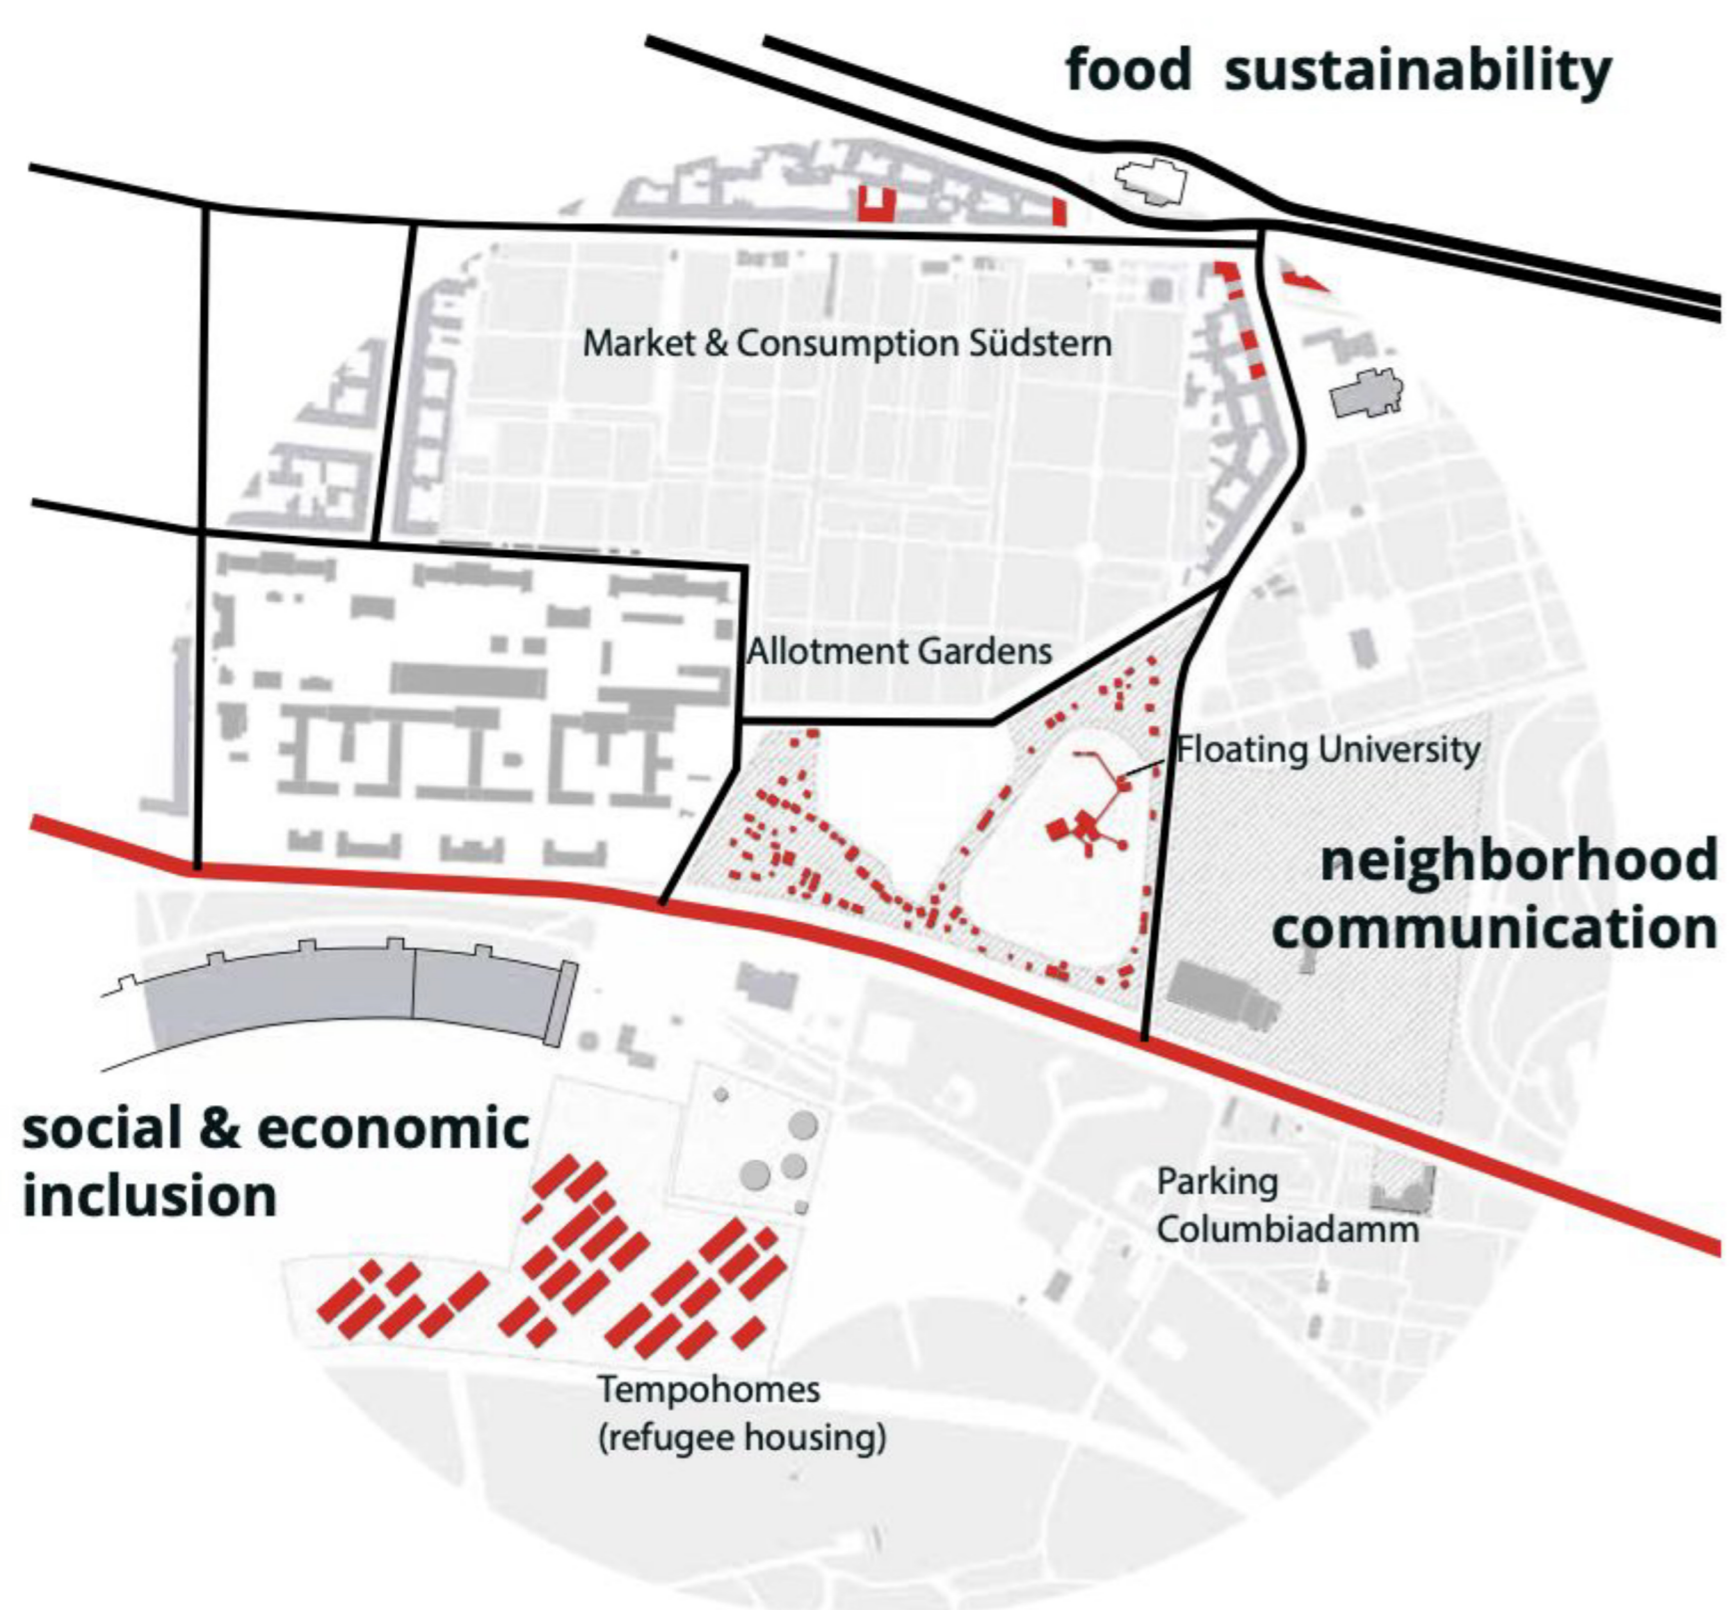 food sustainability
Market & Consumption Südstern
Allotment Gardens
Floating University
neighborhood
communication
social & economic
inclusion
Parking
Columbiadamm
Tempohomes
(refugee housing)